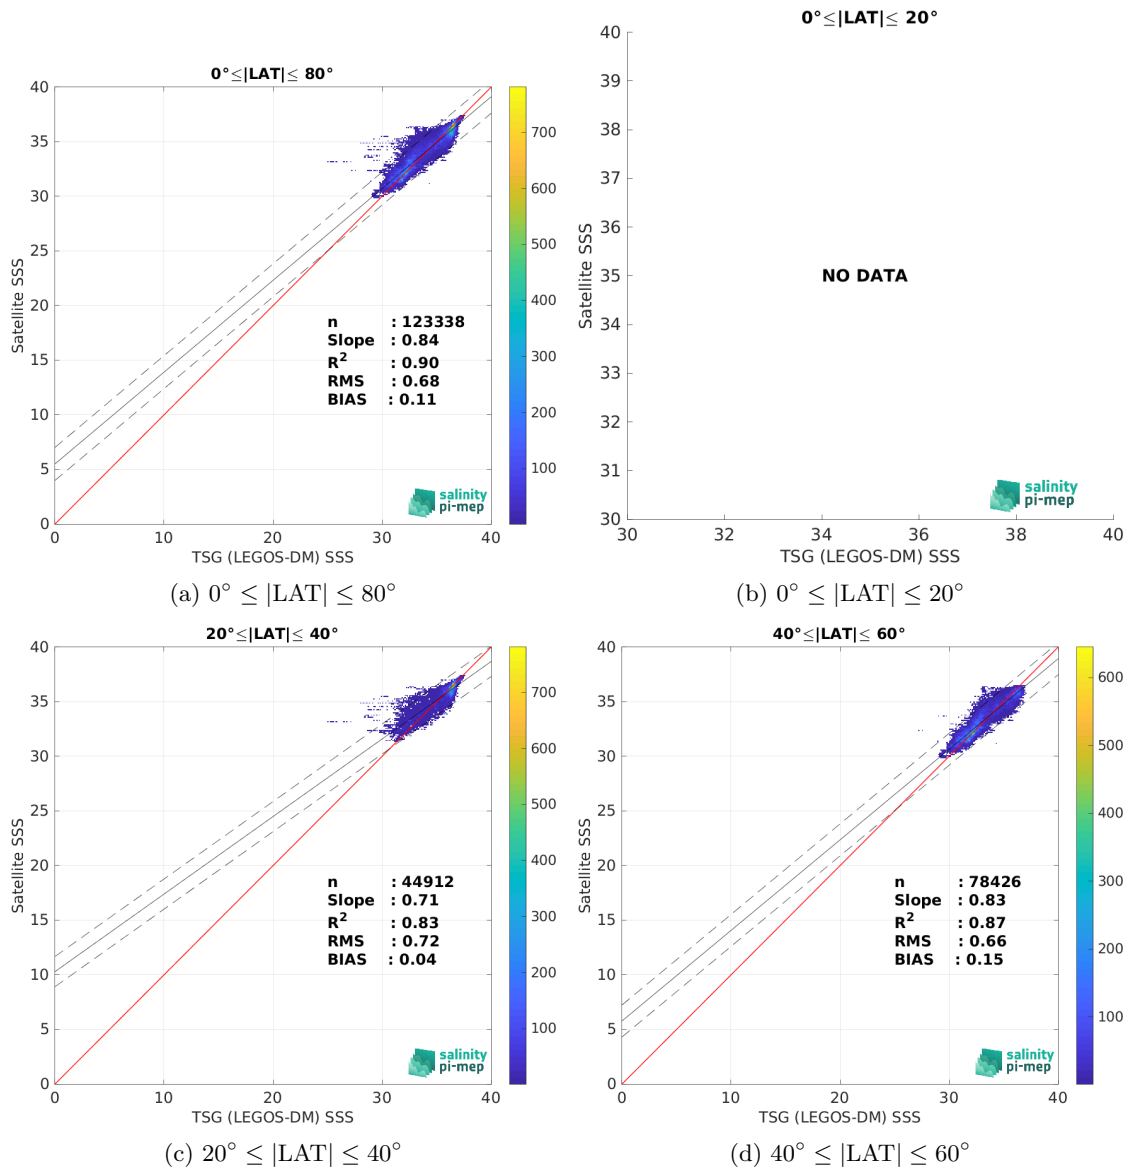 0°≤|LAT|≤ 80°
40
35
30
25
20
15
10
5
0
0
10
20
30
40
Satellite SSS
TSG (LEGOS-DM) SSS
n : 123338
Slope : 0.84
R² : 0.90
RMS : 0.68
BIAS : 0.11
salinity
pi-mep
700
600
500
400
300
200
100
(a) 0° ≤ |LAT| ≤ 80°
0°≤|LAT|≤ 20°
40
39
38
37
36
35
34
33
32
31
30
30
32
34
36
38
40
Satellite SSS
TSG (LEGOS-DM) SSS
NO DATA
salinity
pi-mep
(b) 0° ≤ |LAT| ≤ 20°
20°≤|LAT|≤ 40°
40
35
30
25
20
15
10
5
0
0
10
20
30
40
Satellite SSS
TSG (LEGOS-DM) SSS
n : 44912
Slope : 0.71
R² : 0.83
RMS : 0.72
BIAS : 0.04
salinity
pi-mep
700
600
500
400
300
200
100
(c) 20° ≤ |LAT| ≤ 40°
40°≤|LAT|≤ 60°
40
35
30
25
20
15
10
5
0
0
10
20
30
40
Satellite SSS
TSG (LEGOS-DM) SSS
n : 78426
Slope : 0.83
R² : 0.87
RMS : 0.66
BIAS : 0.15
salinity
pi-mep
600
500
400
300
200
100
(d) 40° ≤ |LAT| ≤ 60°